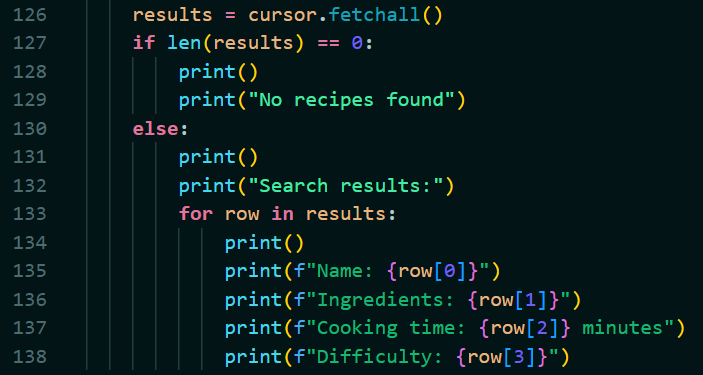 126 results = cursor.fetchall()
127 if len(results) == 0:
128 print()
129 print("No recipes found")
130 else:
131 print()
132 print("Search results:")
133 for row in results:
134 print()
135 print(f"Name: {row[0]}")
136 print(f"Ingredients: {row[1]}")
137 print(f"Cooking time: {row[2]} minutes")
138 print(f"Difficulty: {row[3]}")